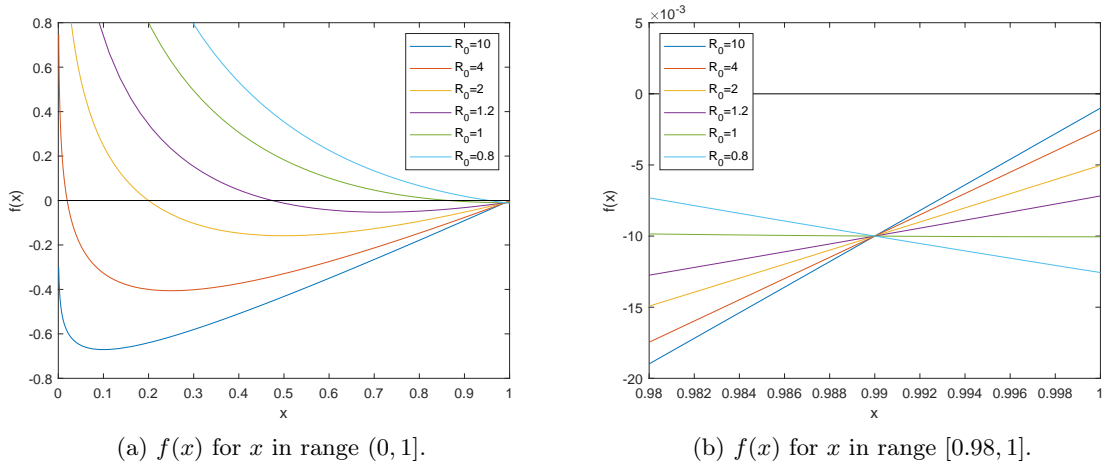 0.8
0.6
0.4
0.2
0
-0.2
-0.4
-0.6
-0.8
f(x)
0 0.1 0.2 0.3 0.4 0.5 0.6 0.7 0.8 0.9 1
x
R₀=10
R₀=4
R₀=2
R₀=1.2
R₀=1
R₀=0.8
(a) f(x) for x in range (0, 1].
×10⁻³
5
0
-5
-10
-15
-20
f(x)
0.98 0.982 0.984 0.986 0.988 0.99 0.992 0.994 0.996 0.998 1
x
R₀=10
R₀=4
R₀=2
R₀=1.2
R₀=1
R₀=0.8
(b) f(x) for x in range [0.98, 1].